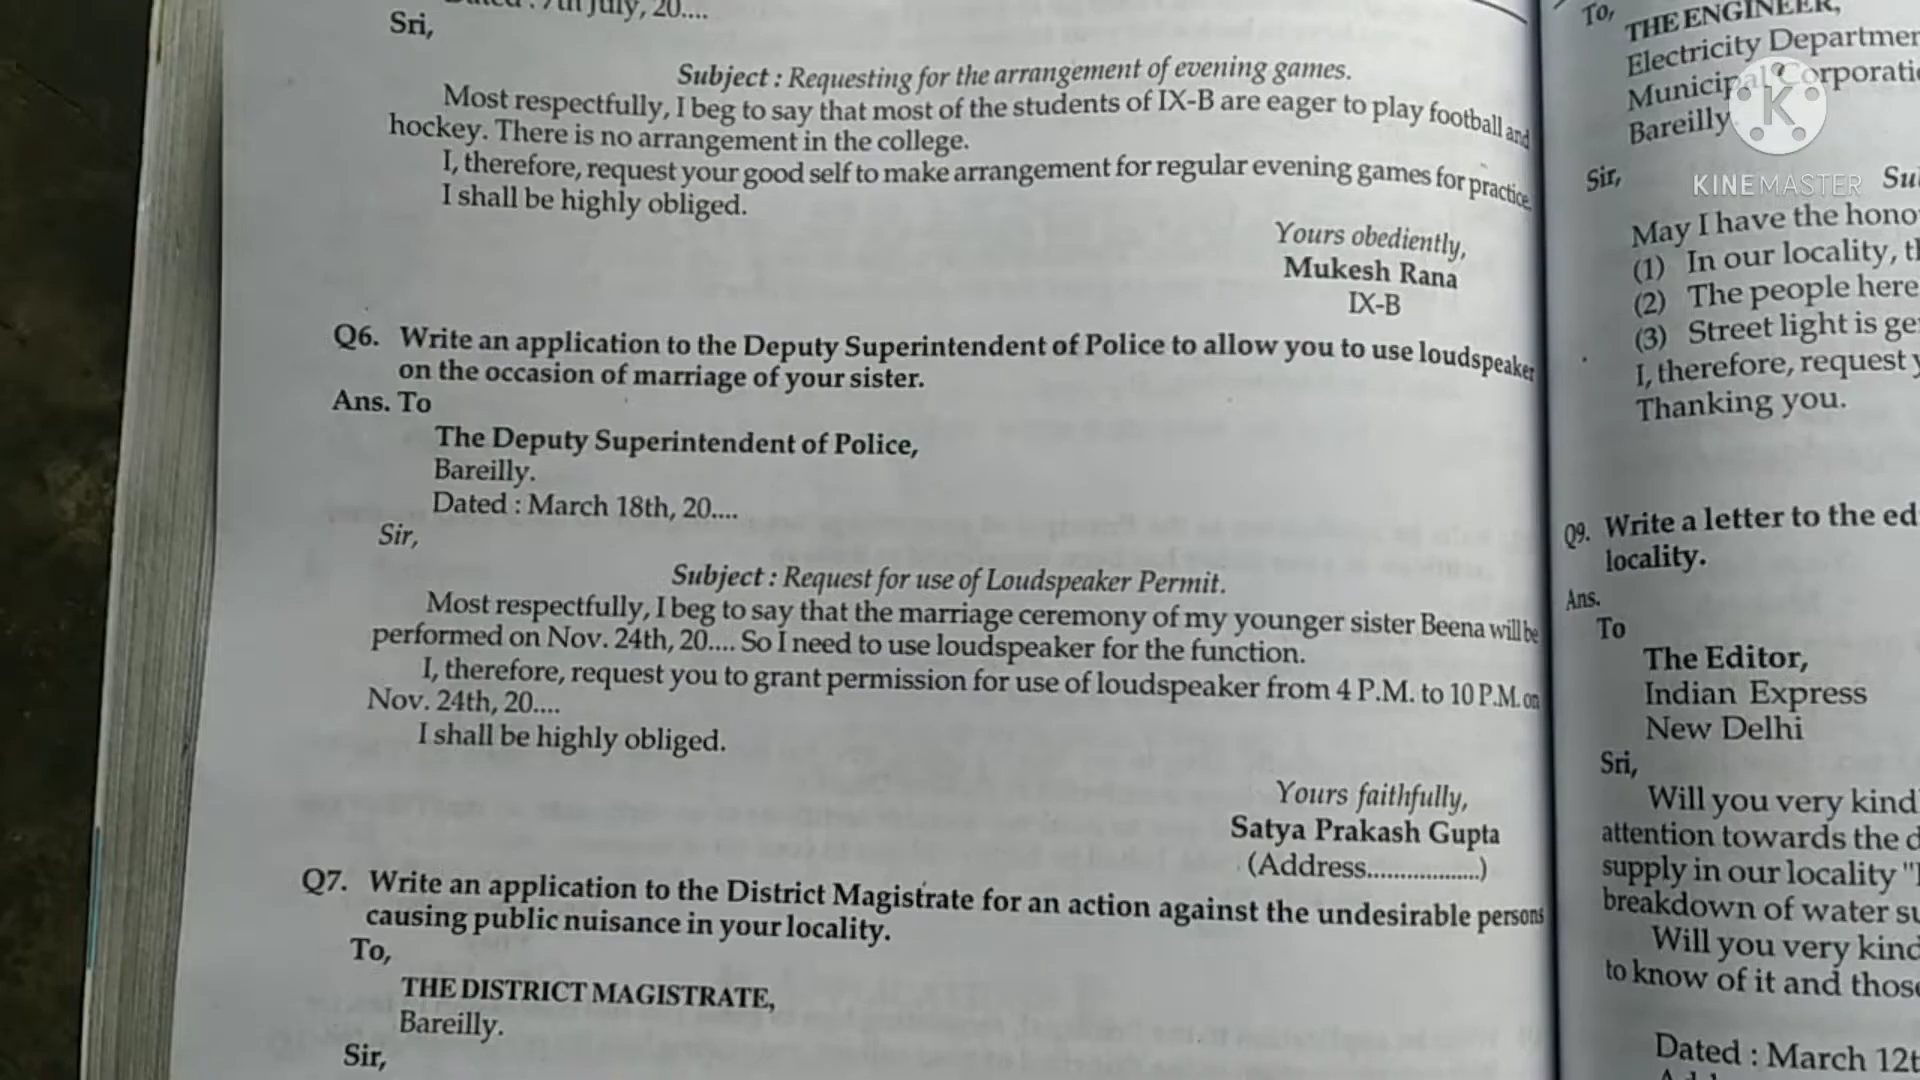 July, 20....
Sri,
Subject : Requesting for the arrangement of evening games.
Most respectfully, I beg to say that most of the students of IX-B are eager to play football and
hockey. There is no arrangement in the college.
I, therefore, request your good self to make arrangement for regular evening games for practice.
I shall be highly obliged.
Yours obediently,
Mukesh Rana
IX-B
Q6. Write an application to the Deputy Superintendent of Police to allow you to use loudspeaker
on the occasion of marriage of your sister.
Ans. To
The Deputy Superintendent of Police,
Bareilly.
Dated : March 18th, 20....
Sir,
Subject : Request for use of Loudspeaker Permit.
Most respectfully, I beg to say that the marriage ceremony of my younger sister Beena will be
performed on Nov. 24th, 20.... So I need to use loudspeaker for the function.
I, therefore, request you to grant permission for use of loudspeaker from 4 P.M. to 10 P.M. on
Nov. 24th, 20....
I shall be highly obliged.
Yours faithfully,
Satya Prakash Gupta
(Address..................)
Q7. Write an application to the District Magistrate for an action against the undesirable persons
causing public nuisance in your locality.
To,
THE DISTRICT MAGISTRATE,
Bareilly.
Sir,
To,
THE ENGINEER,
Electricity
Municipal
Bareilly
KINEMASTER
Sir,
May I have the
(1) In our locality,
(2) The people here
(3) Street light is
I, therefore, request
Thanking you.
Q9. Write a letter to the
locality.
Ans.
To
The Editor,
Indian Express
New Delhi
Sri,
Will you very
attention towards the
supply in our locality
breakdown of water
Will you very
to know of it and
Dated : March